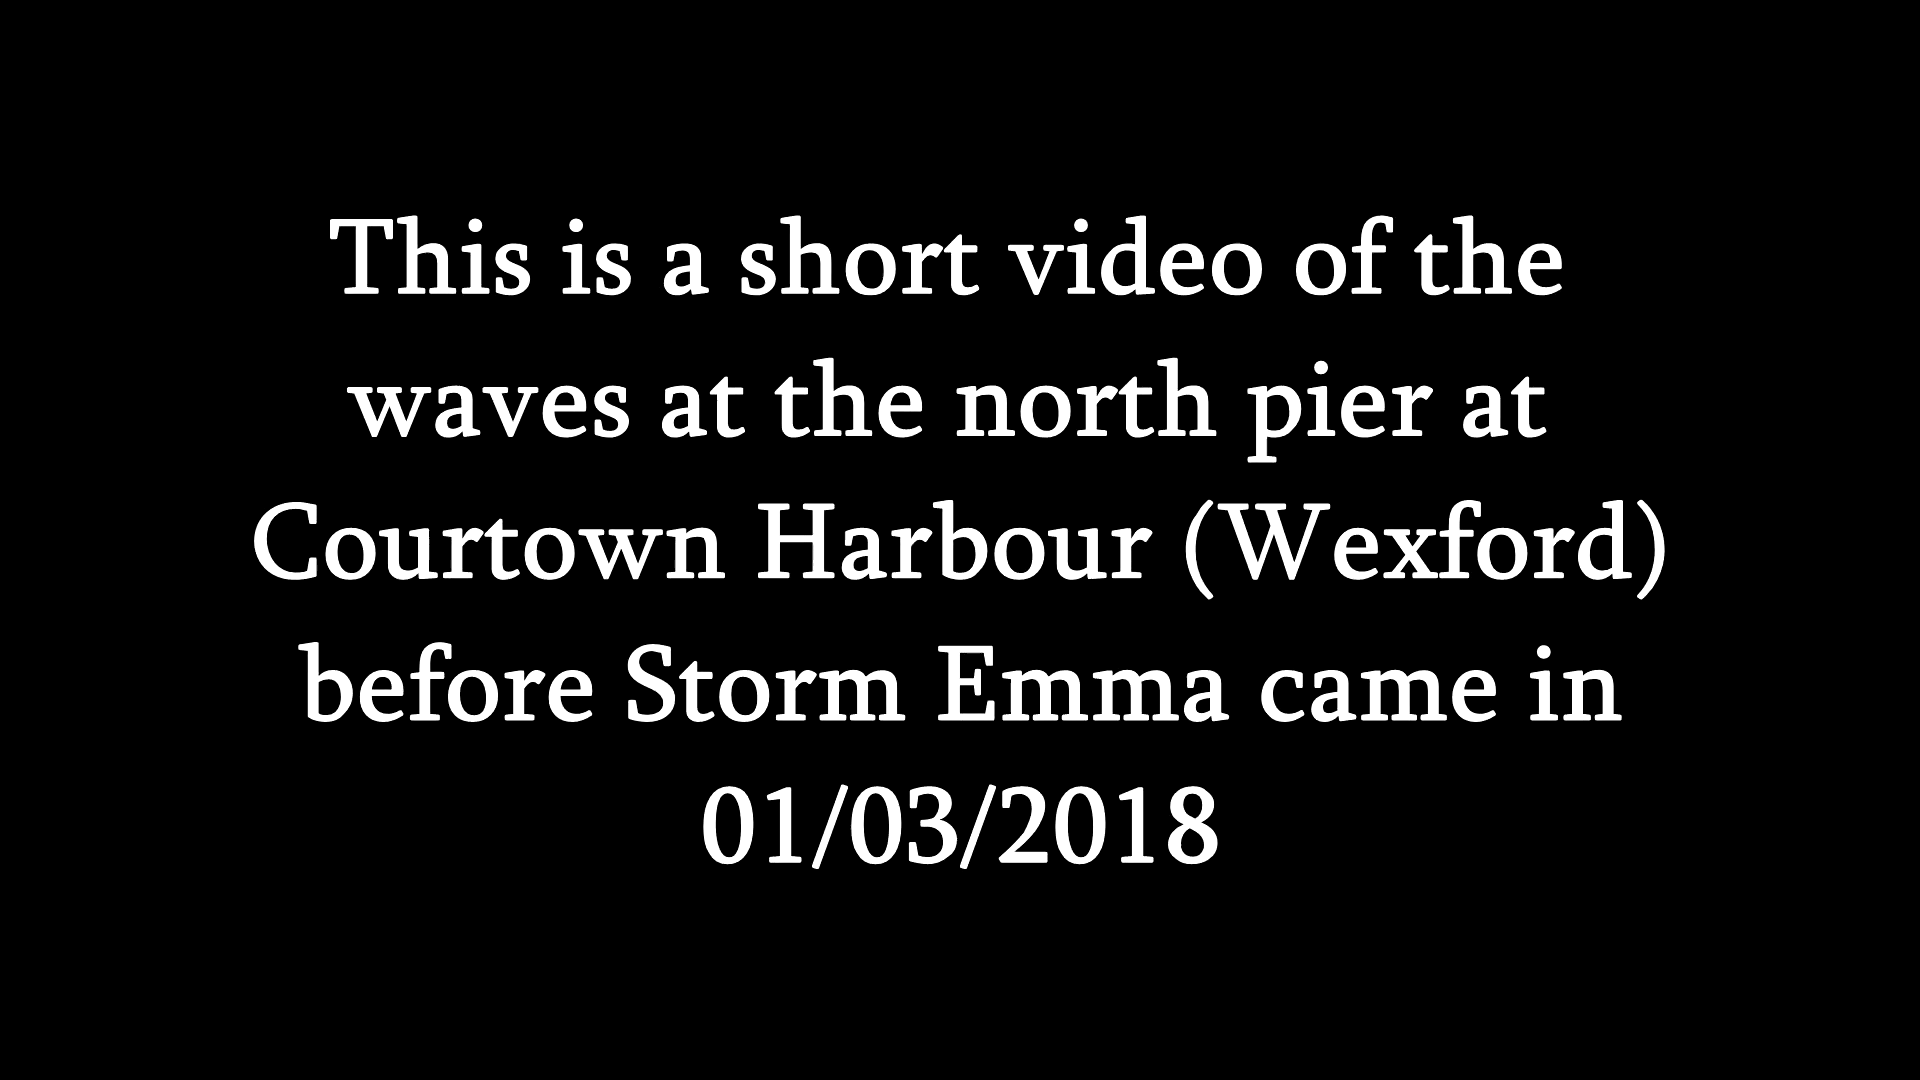 This is a short video of the
waves at the north pier at
Courtown Harbour (Wexford)
before Storm Emma came in
01/03/2018